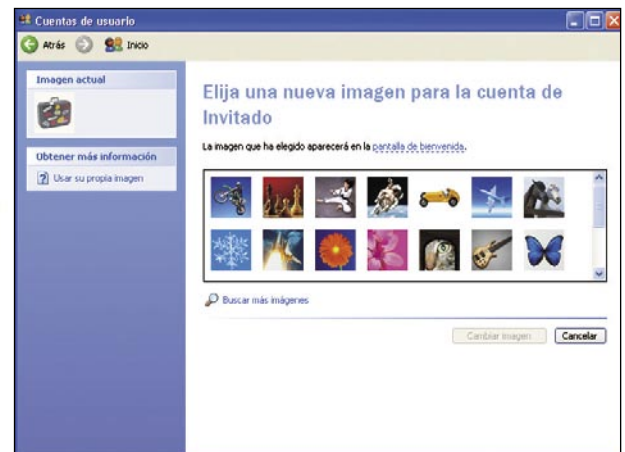 Cuentas de usuario
Atrás Inicio
Imagen actual
Obtener más información
Usar su propia imagen
Elija una nueva imagen para la cuenta de
Invitado
La imagen que ha elegido aparecerá en la pantalla de bienvenida.
Buscar más imágenes
Cambiar imagen Cancelar